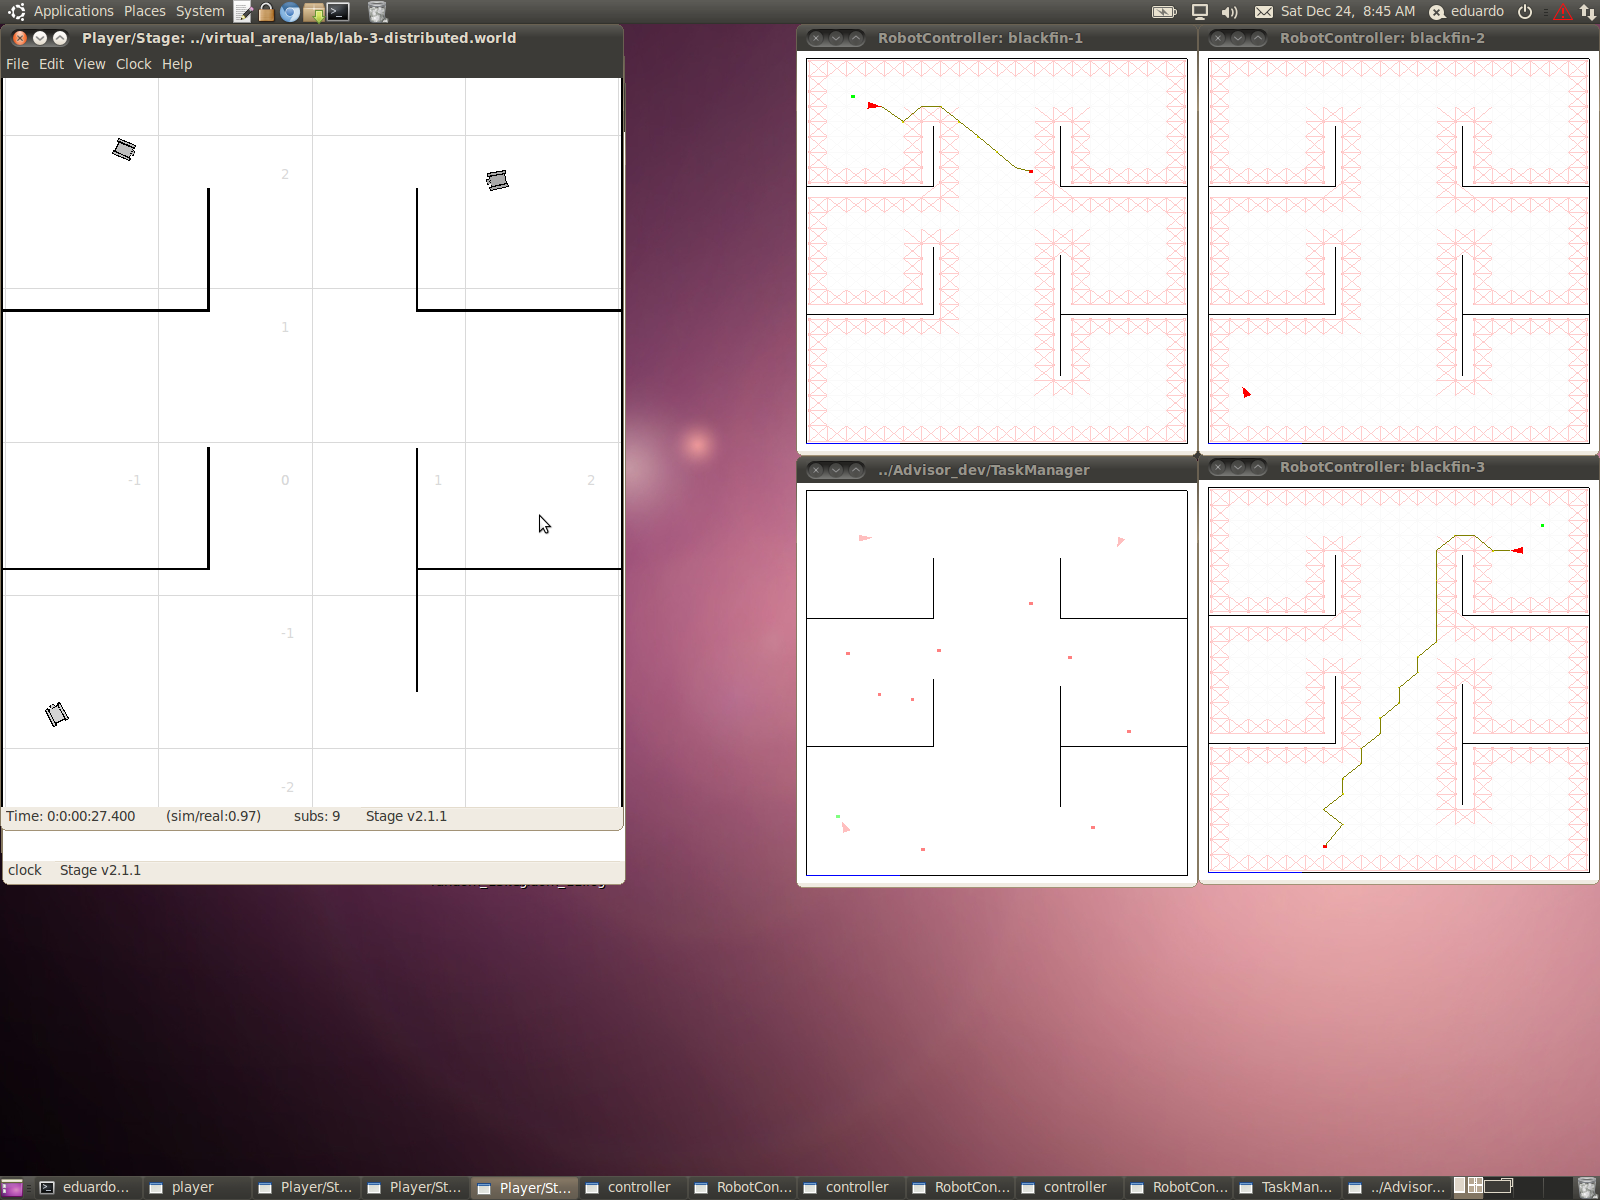 Applications Places System
Sat Dec 24, 8:45 AM eduardo
Player/Stage: ../virtual_arena/lab/lab-3-distributed.world
File Edit View Clock Help
2
1
-1 0 1 2
-1
-2
Time: 0:0:00:27.400 (sim/real:0.97) subs: 9 Stage v2.1.1
clock Stage v2.1.1
RobotController: blackfin-1
RobotController: blackfin-2
../Advisor_dev/TaskManager
RobotController: blackfin-3
eduardo... player Player/St... Player/St... Player/St... controller RobotCon... controller RobotCon... controller RobotCon... TaskMan... ../Advisor...